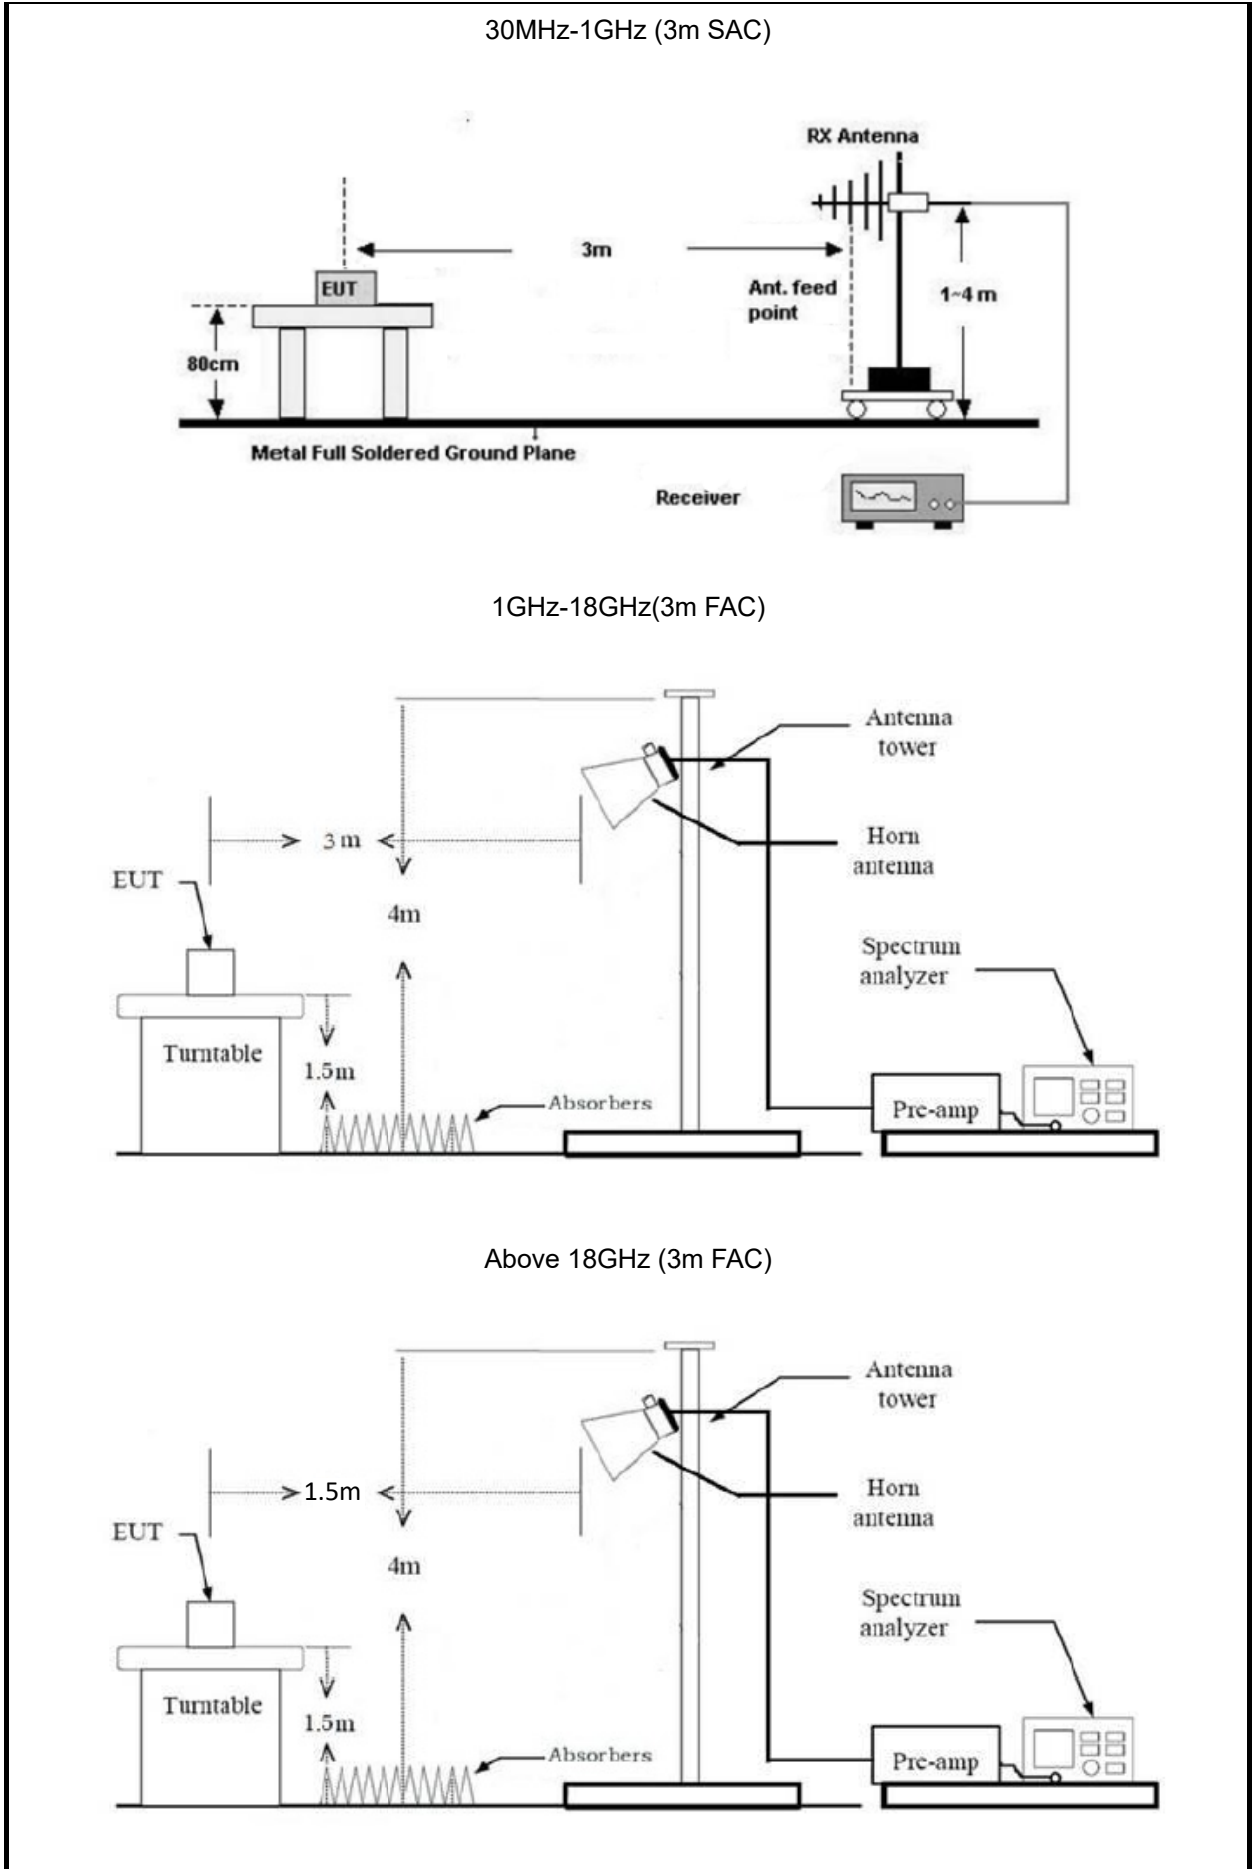 30MHz-1GHz (3m SAC)
RX Antenna
3m
EUT
Ant. feed
point
1~4 m
80cm
Metal Full Soldered Ground Plane
Receiver
1GHz-18GHz(3m FAC)
Antenna
tower
3 m
Horn
antenna
EUT
4m
Spectrum
analyzer
Turntable
1.5m
Absorbers
Pre-amp
Above 18GHz (3m FAC)
Antenna
tower
1.5m
Horn
antenna
EUT
4m
Spectrum
analyzer
Turntable
1.5m
Absorbers
Pre-amp